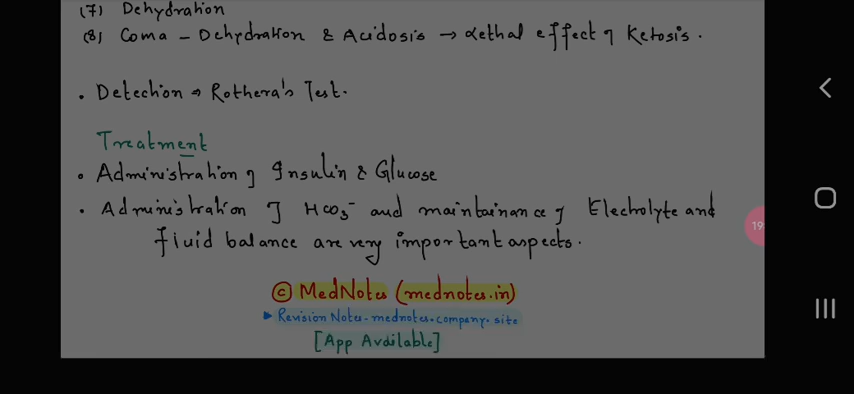 (7) Dehydration
(8) Coma - Dehydration & Acidosis → Lethal effect of Ketosis.
• Detection → Rothera's Test.
Treatment
• Administration of Insulin & Glucose
• Administration of HCO3⁻ and maintainance of Electrolyte and
fluid balance are very important aspects.
19
© MedNotes (mednotes.in)
▶ Revision Notes - mednotes.company.site
[App Available]